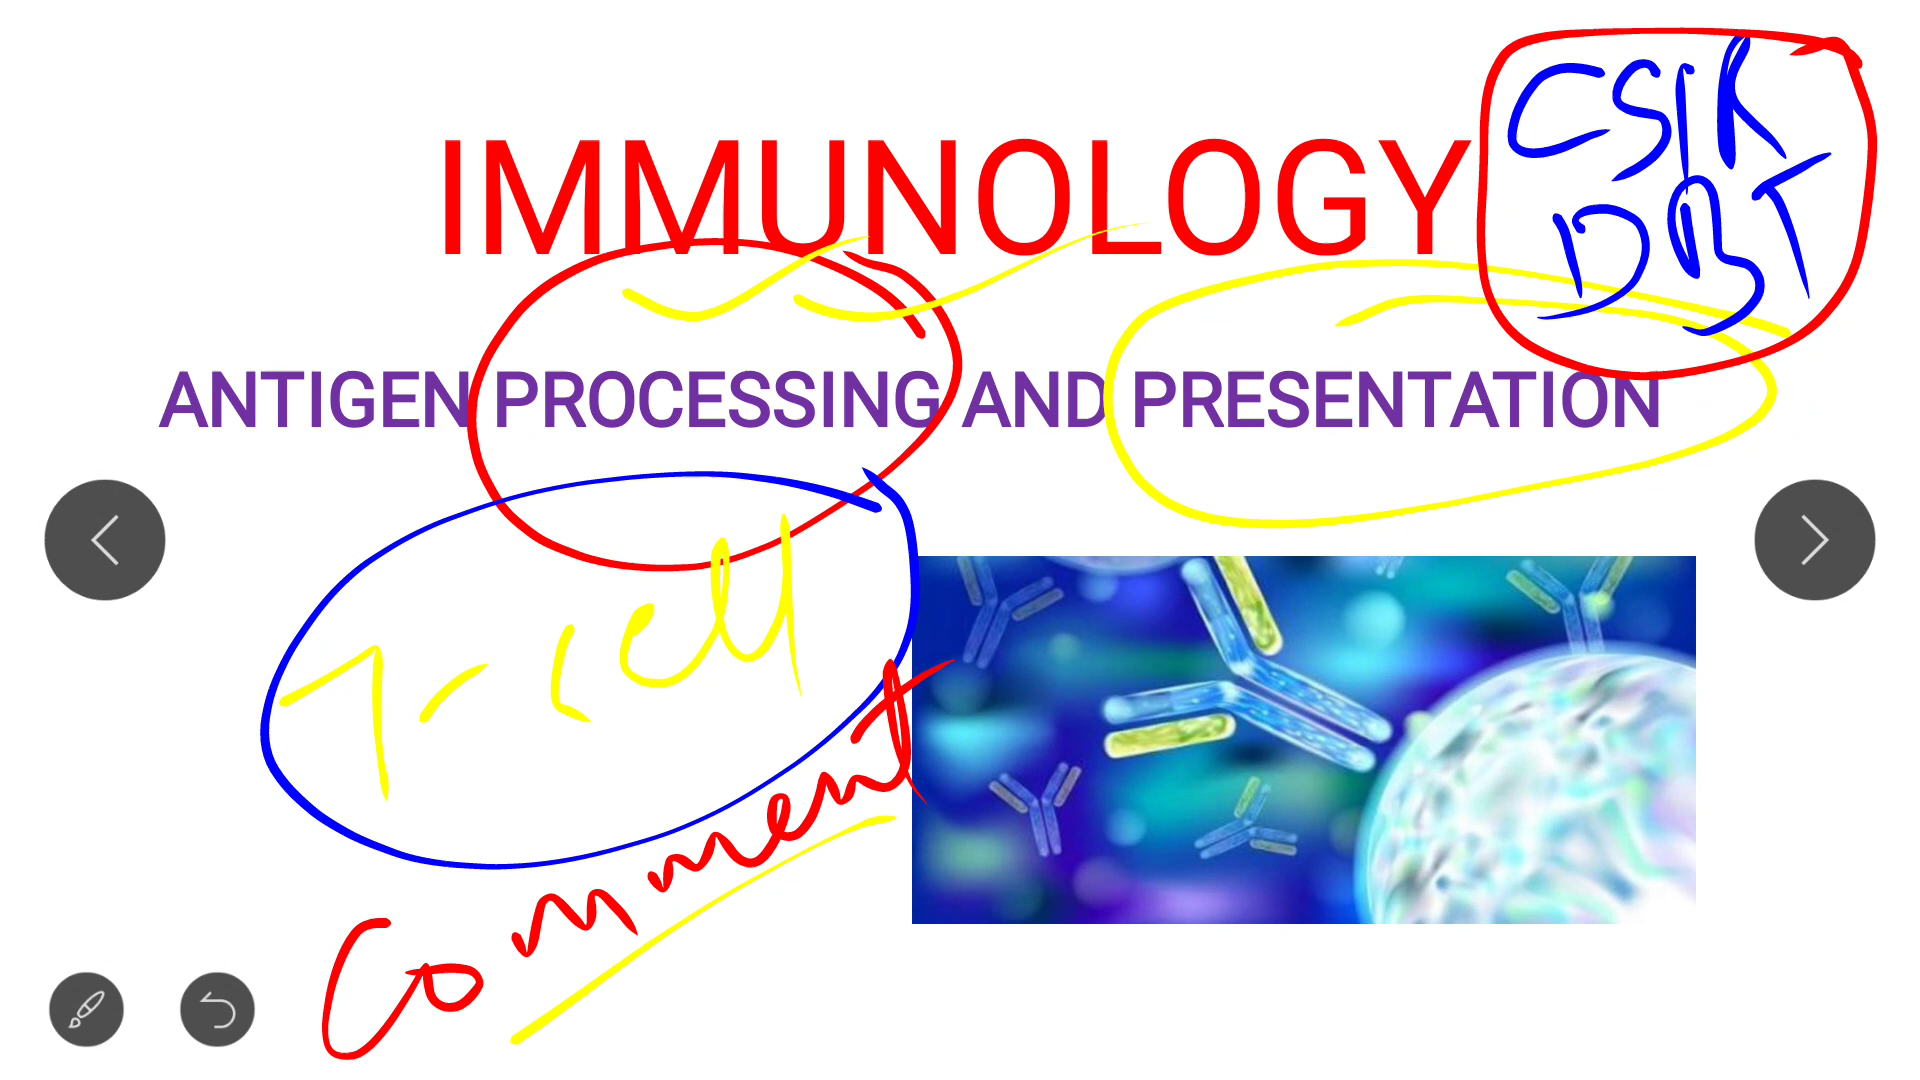 IMMUNOLOGY
CSIR
DBT
ANTIGEN PROCESSING AND PRESENTATION
T-cell
Comment